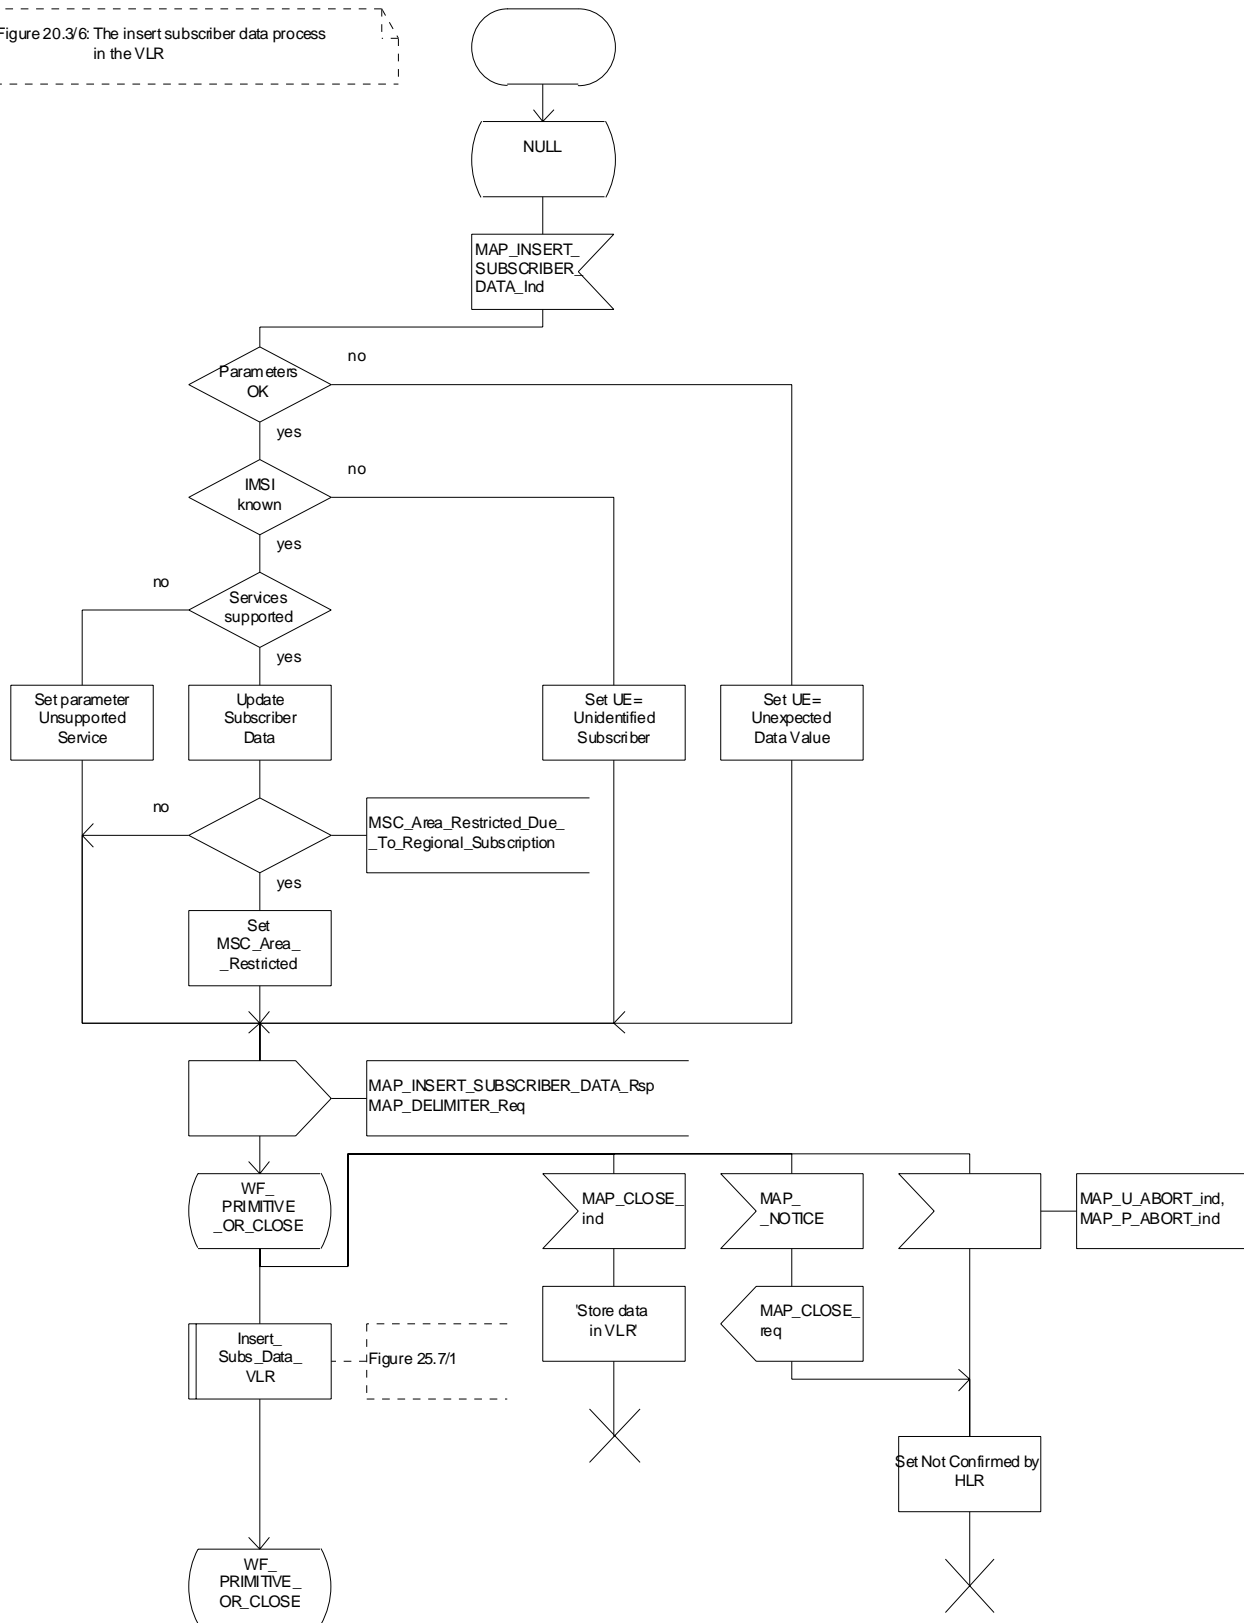 Figure 20.3/6: The insert subscriber data process
in the VLR
NULL
MAP_INSERT_
SUBSCRIBER_
DATA_Ind
no
Parameters
OK
yes
no
IMSI
known
yes
no
Services
supported
yes
Set parameter
Unsupported
Service
Update
Subscriber
Data
Set UE=
Unidentified
Subscriber
Set UE=
Unexpected
Data Value
no
MSC_Area_Restricted_Due_
_To_Regional_Subscription
yes
Set
MSC_Area_
_Restricted
MAP_INSERT_SUBSCRIBER_DATA_Rsp
MAP_DELIMITER_Req
WF_
PRIMITIVE
_OR_CLOSE
MAP_CLOSE_
ind
MAP_
_NOTICE
MAP_U_ABORT_ind,
MAP_P_ABORT_ind
'Store data
in VLR'
MAP_CLOSE_
req
Insert_
Subs_Data_
VLR
Figure 25.7/1
Set Not Confirmed by
HLR
WF_
PRIMITIVE_
OR_CLOSE